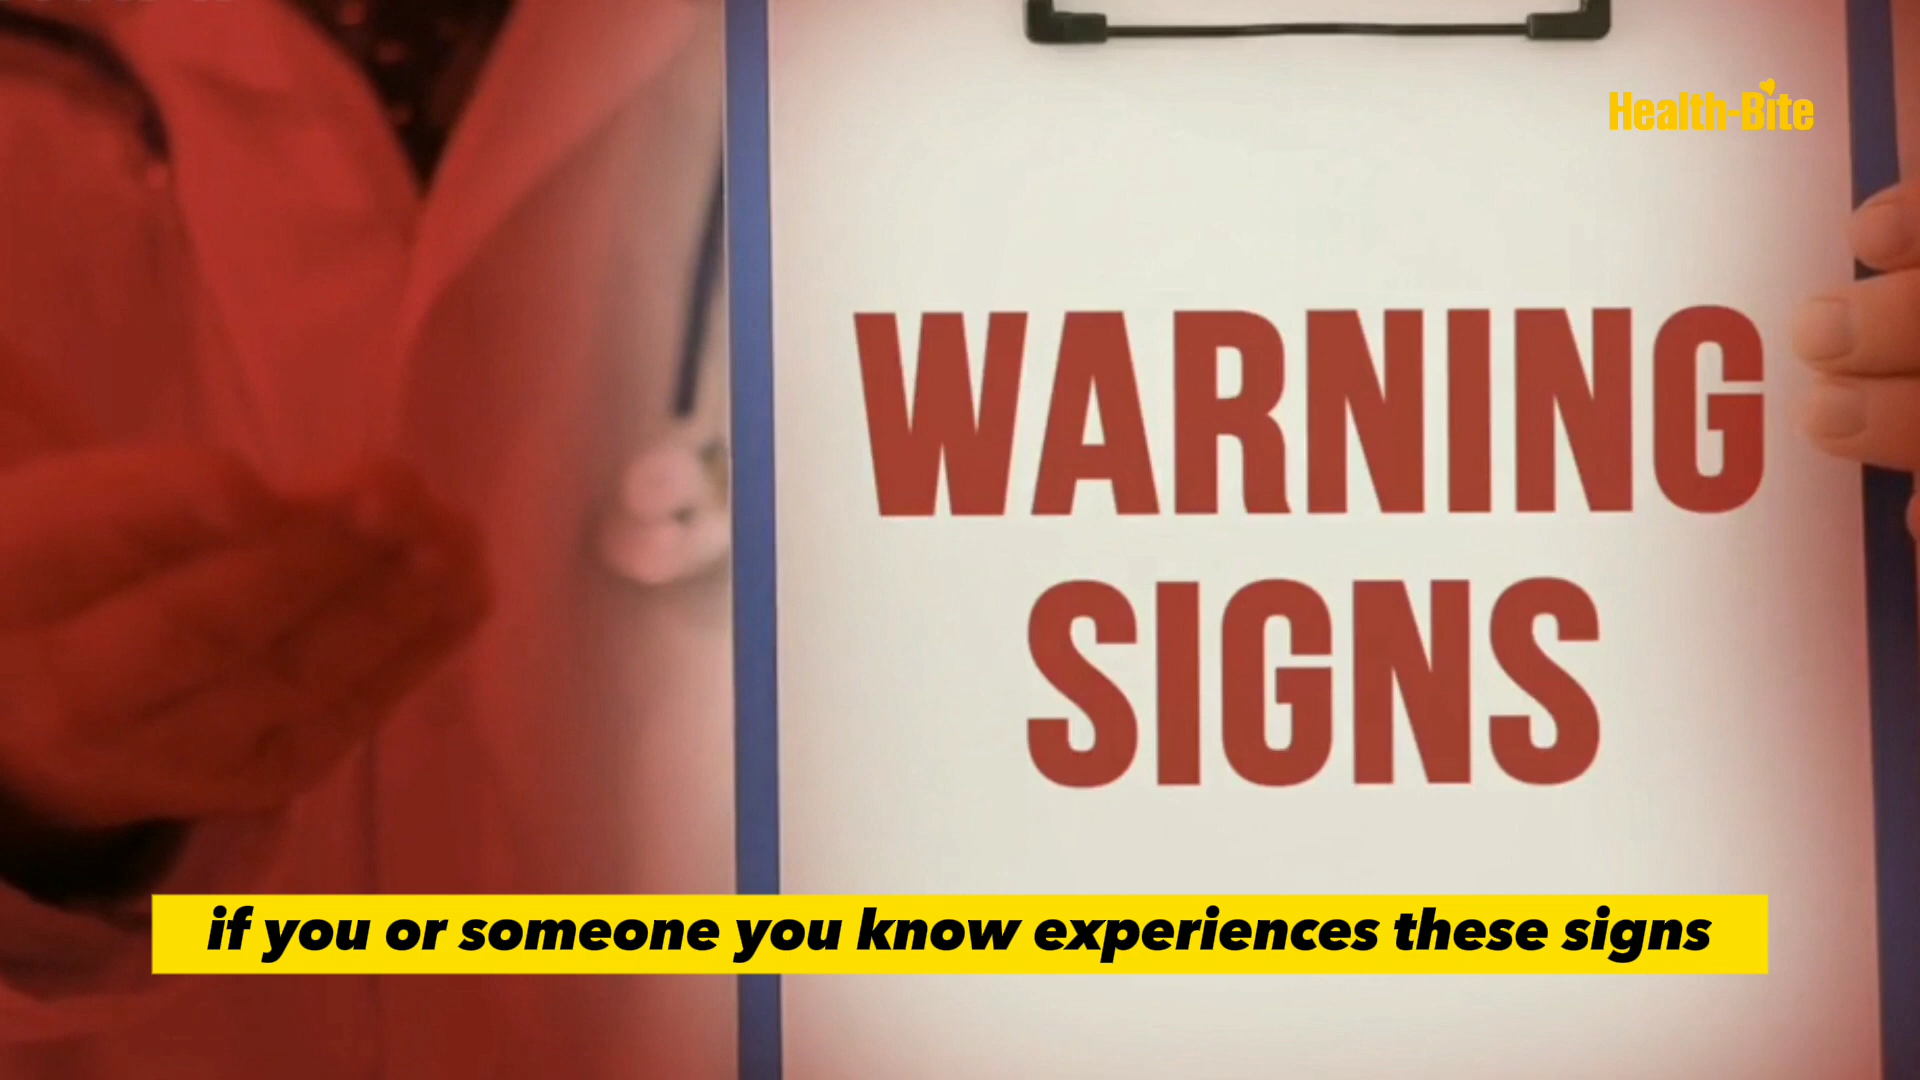 Health-Bite
WARNING
SIGNS
if you or someone you know experiences these signs